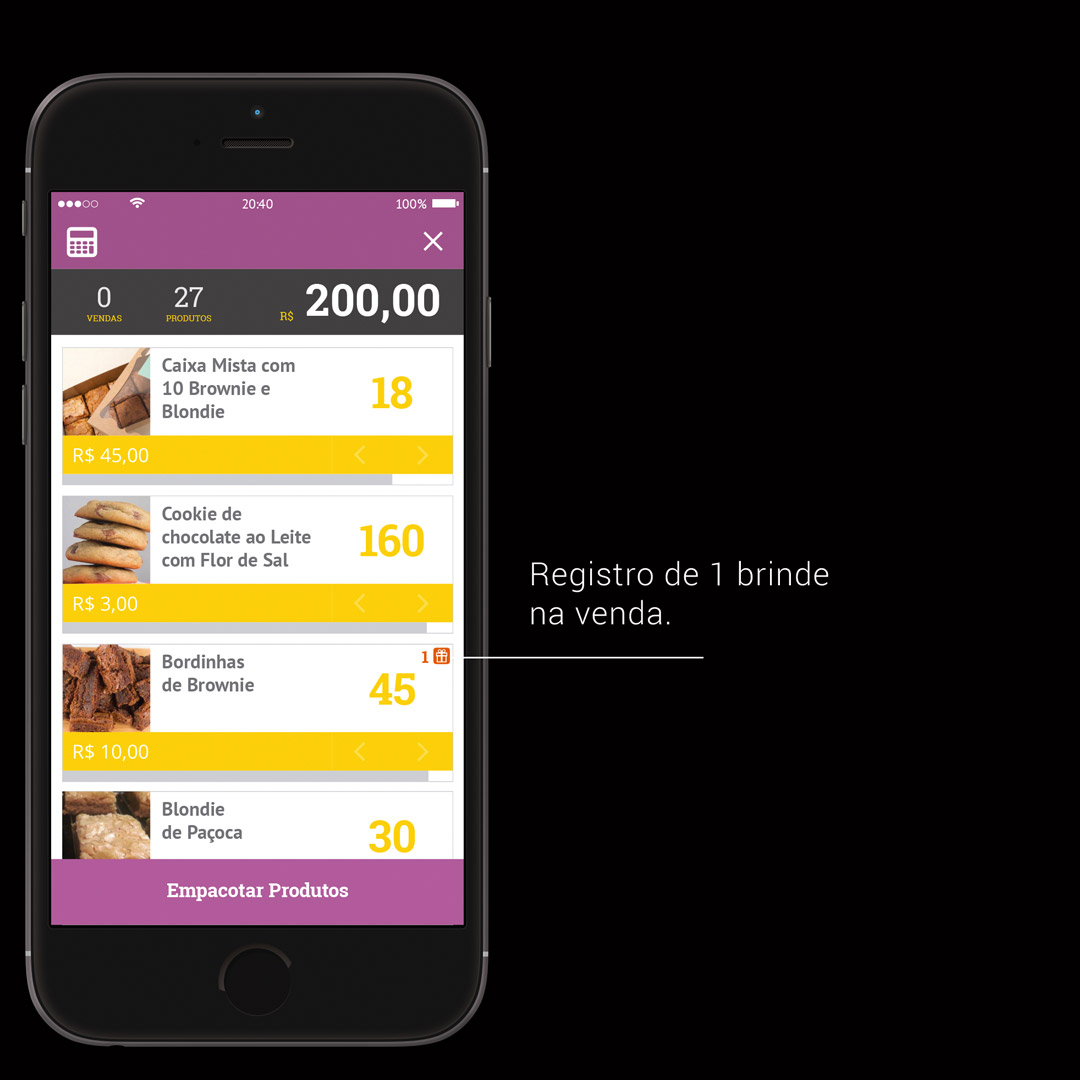 20:40
100%
0
VENDAS
27
PRODUTOS
R$ 200,00
Caixa Mista com
10 Brownie e
Blondie
18
R$ 45,00
Cookie de
chocolate ao Leite
com Flor de Sal
160
R$ 3,00
Bordinhas
de Brownie
1
45
R$ 10,00
Blondie
de Paçoca
30
Empacotar Produtos
Registro de 1 brinde
na venda.